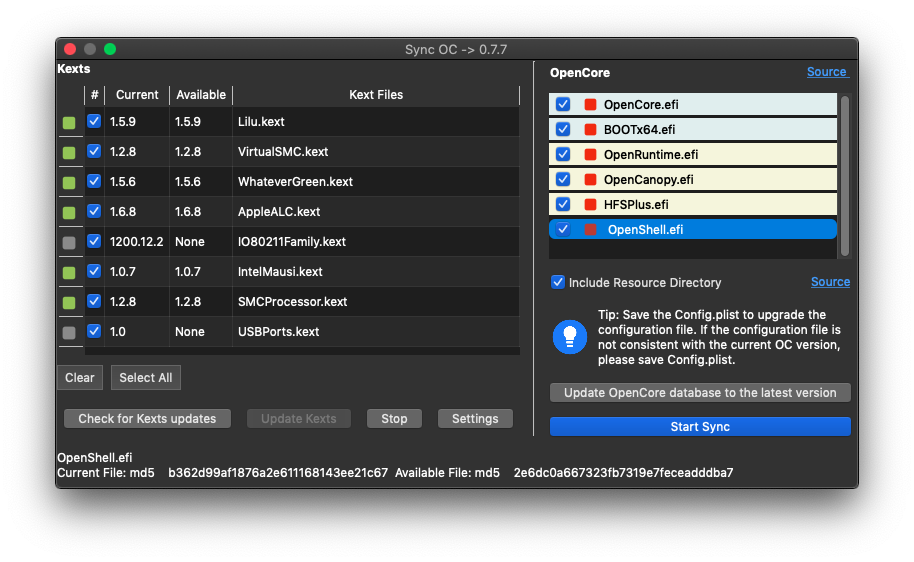 Sync OC -> 0.7.7
Kexts
# Current Available Kext Files
1.5.9 1.5.9 Lilu.kext
1.2.8 1.2.8 VirtualSMC.kext
1.5.6 1.5.6 WhateverGreen.kext
1.6.8 1.6.8 AppleALC.kext
1200.12.2 None IO80211Family.kext
1.0.7 1.0.7 IntelMausi.kext
1.2.8 1.2.8 SMCProcessor.kext
1.0 None USBPorts.kext
Clear Select All
Check for Kexts updates Update Kexts Stop Settings
OpenCore Source
OpenCore.efi
BOOTx64.efi
OpenRuntime.efi
OpenCanopy.efi
HFSPlus.efi
OpenShell.efi
Include Resource Directory Source
Tip: Save the Config.plist to upgrade the
configuration file. If the configuration file is
not consistent with the current OC version,
please save Config.plist.
Update OpenCore database to the latest version
Start Sync
OpenShell.efi
Current File: md5 b362d99af1876a2e611168143ee21c67 Available File: md5 2e6dc0a667323fb7319e7feceadddba7